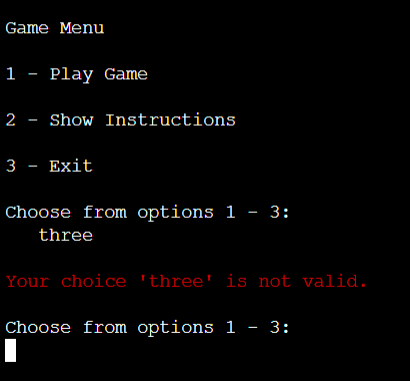 Game Menu
1 - Play Game
2 - Show Instructions
3 - Exit
Choose from options 1 - 3:
three
Your choice 'three' is not valid.
Choose from options 1 - 3: